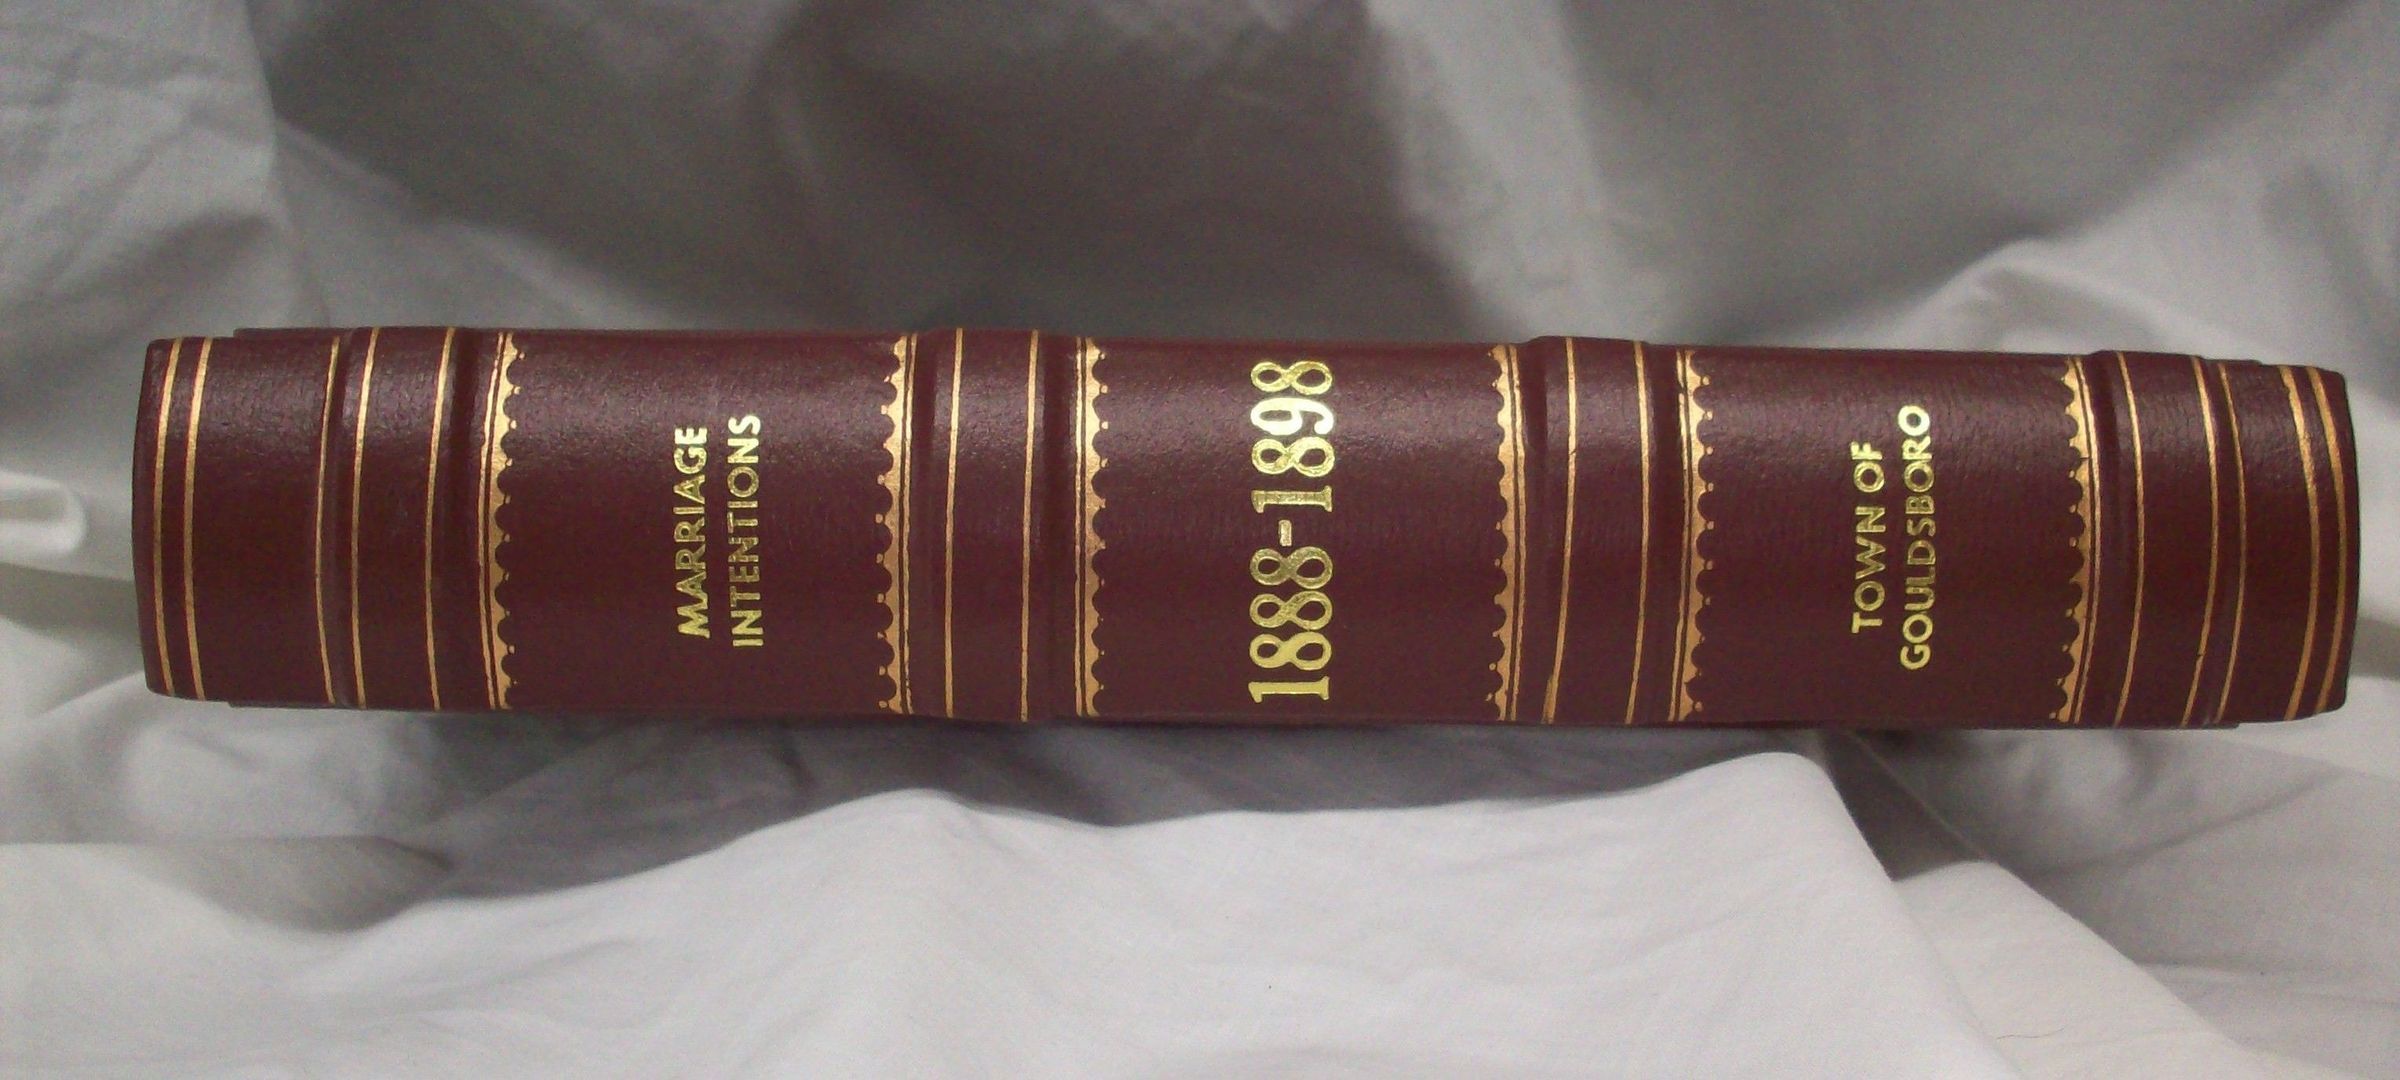 MARRIAGE
INTENTIONS
1888-1898
TOWN OF
GOULDSBORO